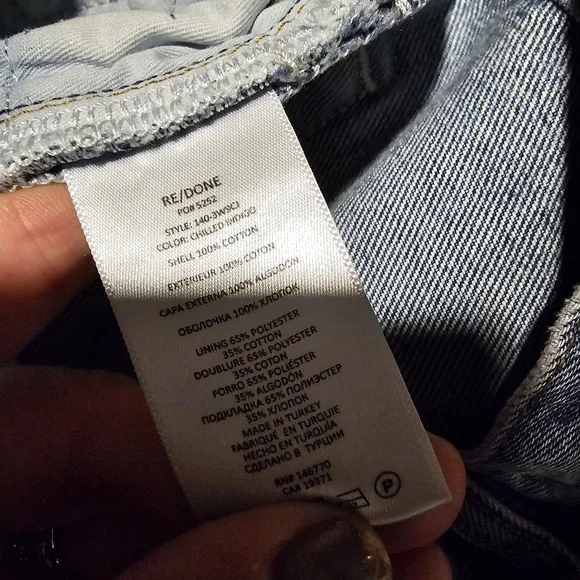 RE/DONE
PO# 5252
STYLE: 140-3WSCJ
COLOR: CHILLED INDIGO
SHELL 100% COTTON
EXTÉRIEUR 100% COTON
CAPA EXTERNA 100% ALGODÓN
ОБОЛОЧКА 100% ХЛОПОК
LINING 65% POLYESTER
35% COTTON
DOUBLURE 65% POLYESTER
35% COTON
FORRO 65% POLIÉSTER
35% ALGODÓN
ПОДКЛАДКА 65% ПОЛИЭСТЕР
35% ХЛОПОК
MADE IN TURKEY
FABRIQUÉ EN TURQUIE
HECHO EN TURQUÍA
СДЕЛАНО В ТУРЦИИ
RN# 146770
CA# 19371
P